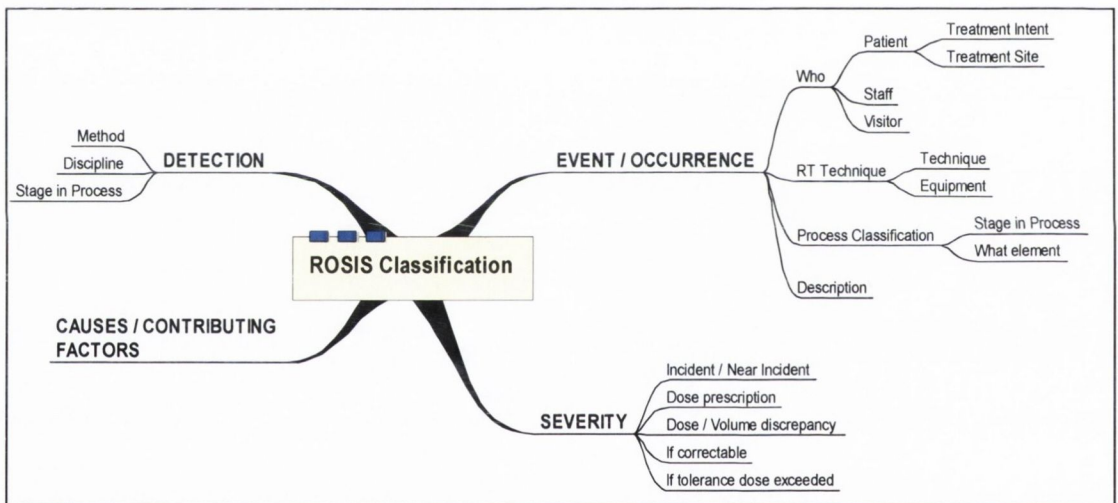 ROSIS Classification
DETECTION
Method
Discipline
Stage in Process
CAUSES / CONTRIBUTING
FACTORS
EVENT / OCCURRENCE
Who
Patient
Treatment Intent
Treatment Site
Staff
Visitor
RT Technique
Technique
Equipment
Process Classification
Stage in Process
What element
Description
SEVERITY
Incident / Near Incident
Dose prescription
Dose / Volume discrepancy
If correctable
If tolerance dose exceeded